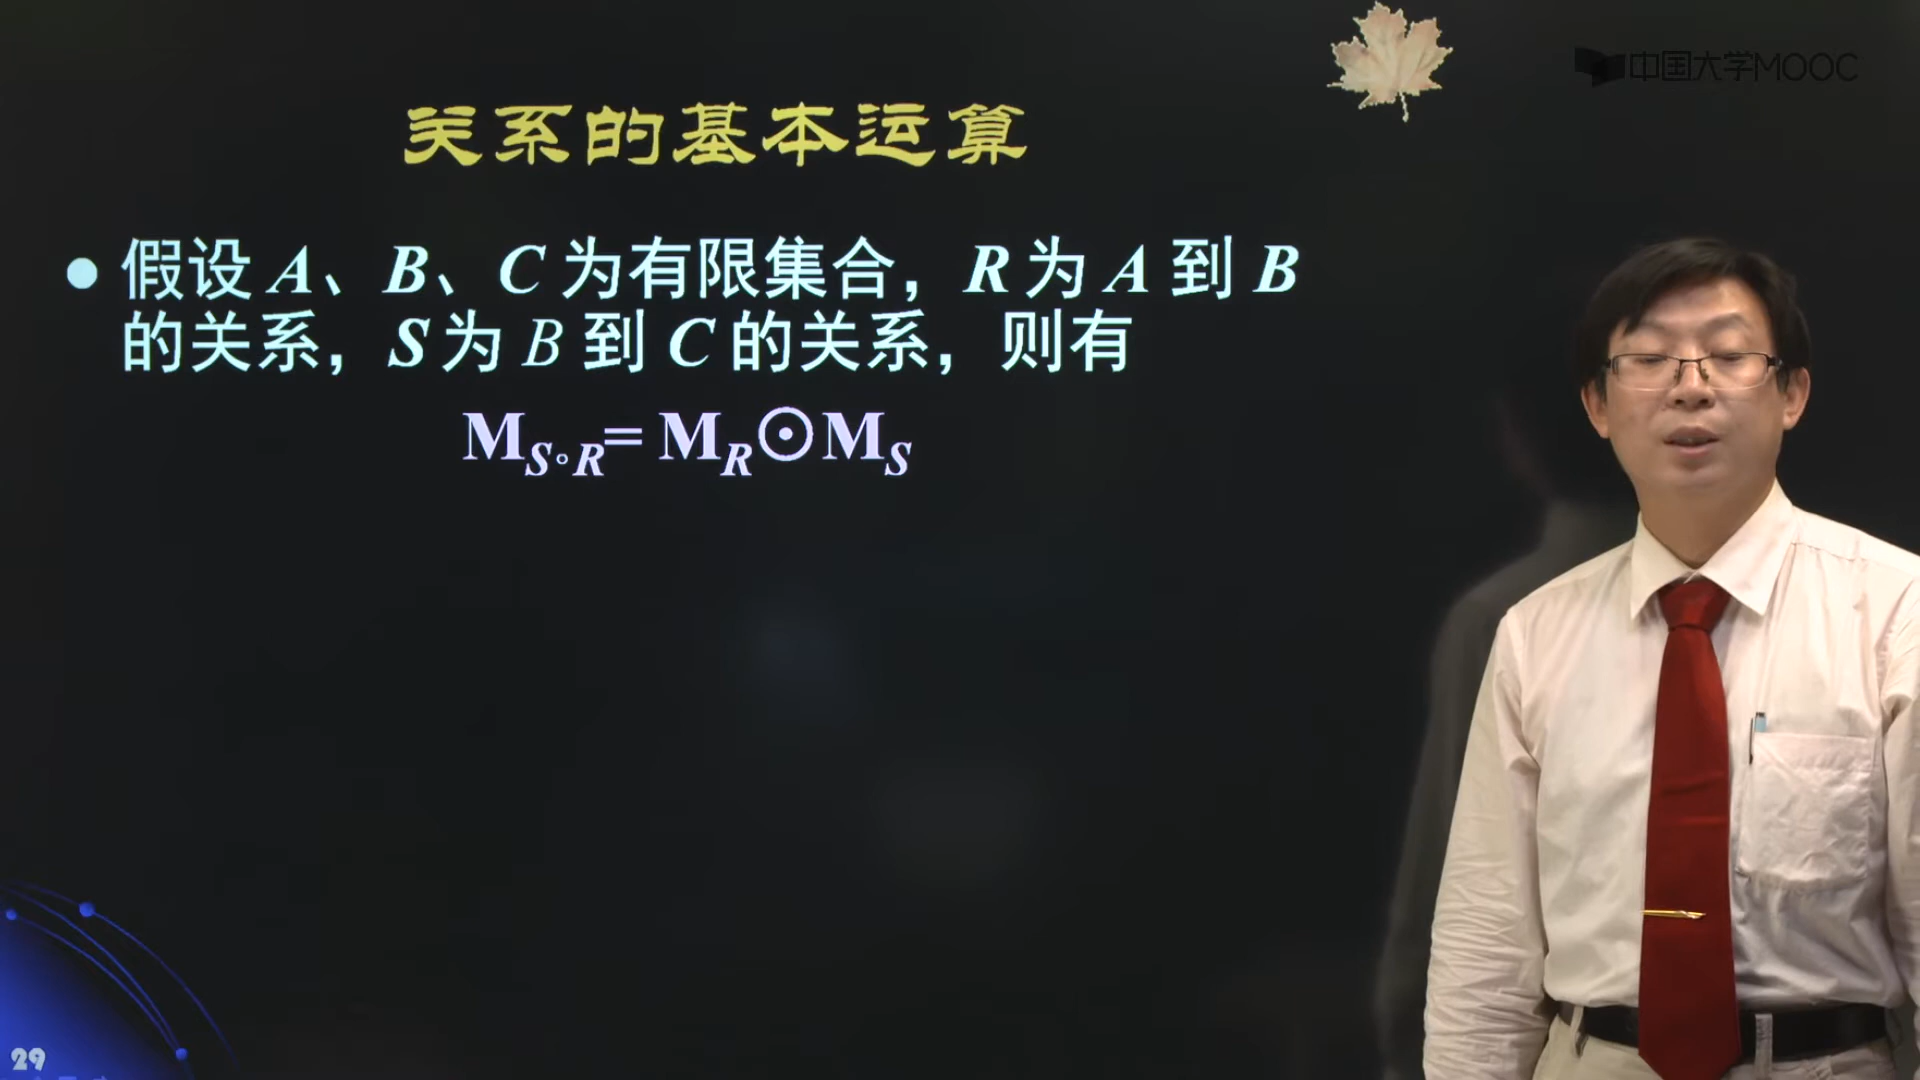 中国大学MOOC
关系的基本运算
● 假设 A、B、C 为有限集合，R 为 A 到 B
的关系，S 为 B 到 C 的关系，则有
M_{S∘R} = M_R ⊙ M_S
29